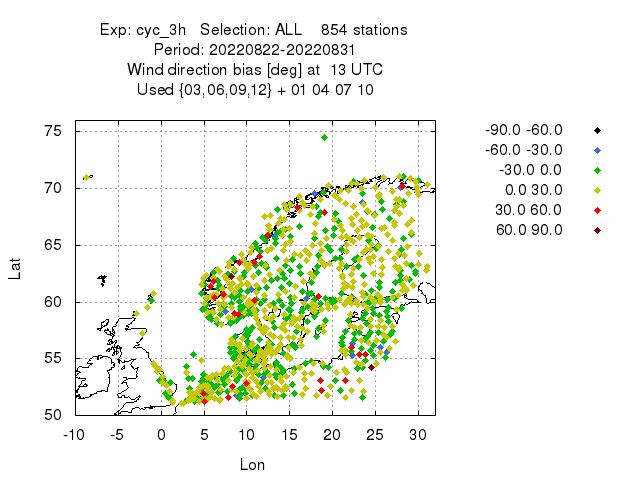 Exp: cyc_3h   Selection: ALL    854 stations
Period: 20220822-20220831
Wind direction bias [deg] at  13 UTC
Used {03,06,09,12} + 01 04 07 10
-90.0 -60.0
-60.0 -30.0
-30.0 0.0
0.0 30.0
30.0 60.0
60.0 90.0
Lat
75
70
65
60
55
50
-10 -5 0 5 10 15 20 25 30
Lon